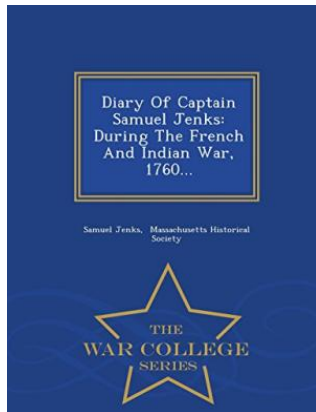 Diary Of Captain
Samuel Jenks:
During The French
And Indian War,
1760...
Samuel Jenks, Massachusetts Historical
Society
THE
WAR COLLEGE
SERIES